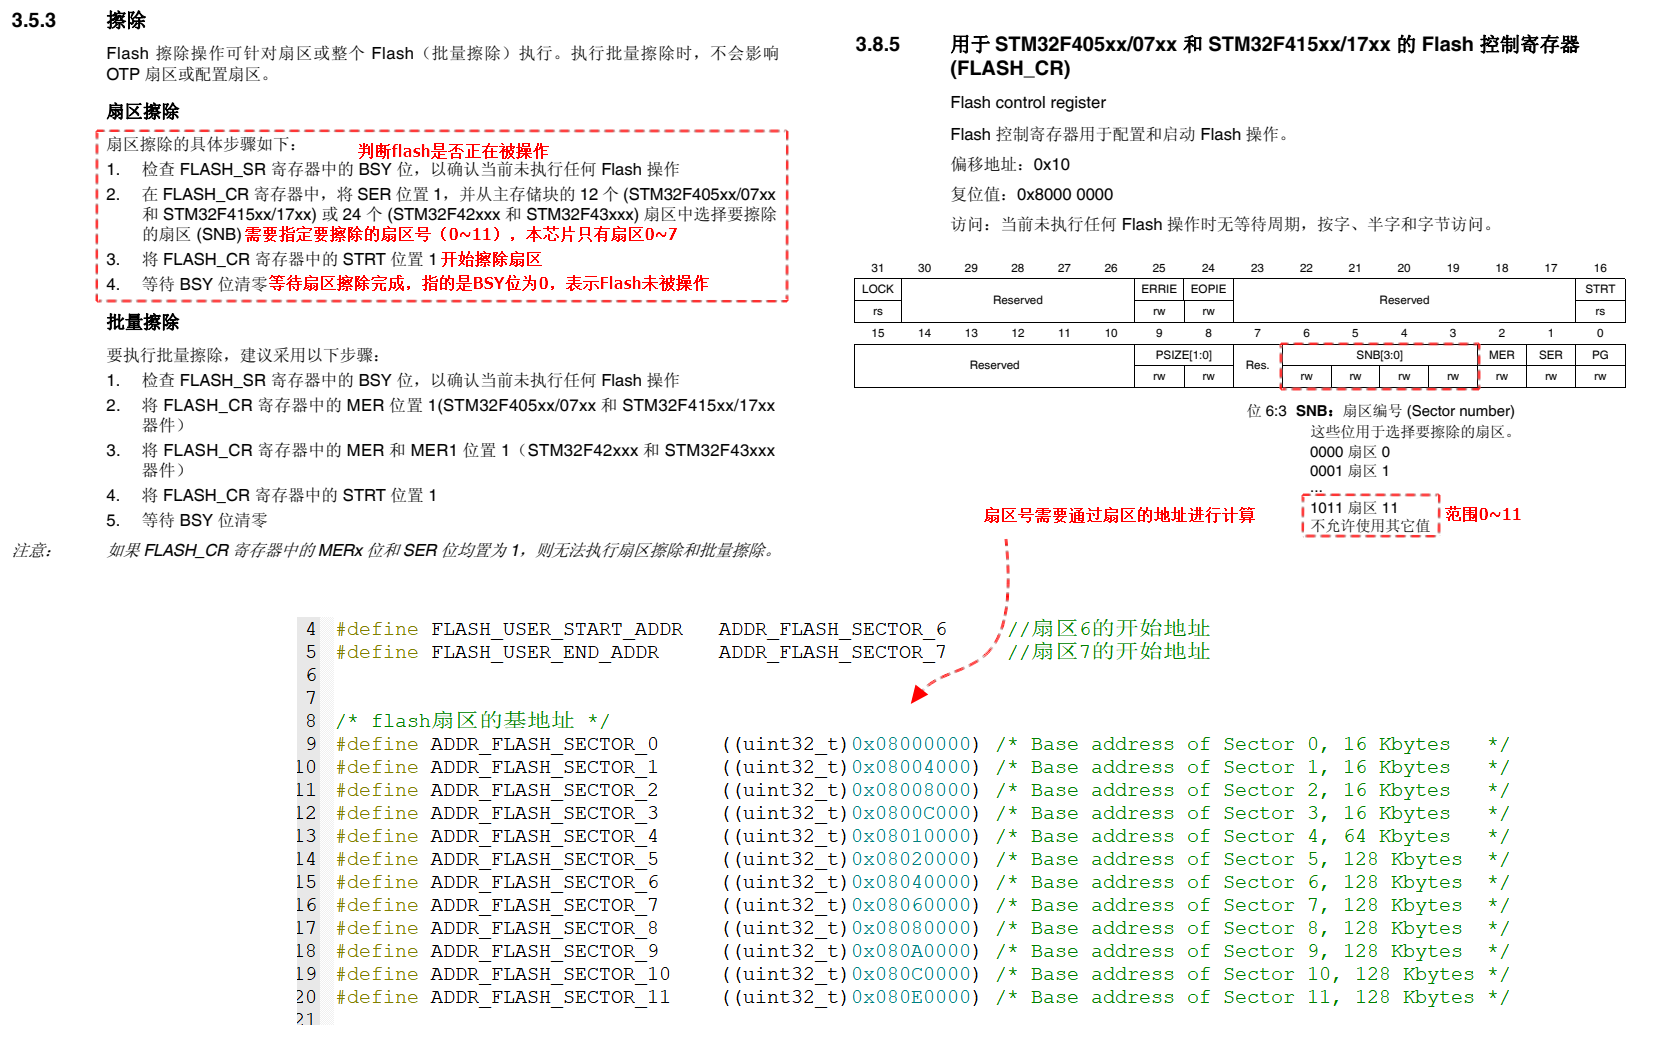 3.5.3 擦除
Flash 擦除操作可针对扇区或整个 Flash（批量擦除）执行。执行批量擦除时，不会影响
OTP 扇区或配置扇区。
扇区擦除
扇区擦除的具体步骤如下：
判断flash是否正在被操作
1. 检查 FLASH_SR 寄存器中的 BSY 位，以确认当前未执行任何 Flash 操作
2. 在 FLASH_CR 寄存器中，将 SER 位置 1，并从主存储块的 12 个 (STM32F405xx/07xx
和 STM32F415xx/17xx) 或 24 个 (STM32F42xxx 和 STM32F43xxx) 扇区中选择要擦除
的扇区 (SNB) 需要指定要擦除的扇区号（0~11），本芯片只有扇区0~7
3. 将 FLASH_CR 寄存器中的 STRT 位置 1 开始擦除扇区
4. 等待 BSY 位清零 等待扇区擦除完成，指的是BSY位为0，表示Flash未被操作
批量擦除
要执行批量擦除，建议采用以下步骤：
1. 检查 FLASH_SR 寄存器中的 BSY 位，以确认当前未执行任何 Flash 操作
2. 将 FLASH_CR 寄存器中的 MER 位置 1(STM32F405xx/07xx 和 STM32F415xx/17xx
器件）
3. 将 FLASH_CR 寄存器中的 MER 和 MER1 位置 1（STM32F42xxx 和 STM32F43xxx
器件）
4. 将 FLASH_CR 寄存器中的 STRT 位置 1
5. 等待 BSY 位清零
注意： 如果 FLASH_CR 寄存器中的 MERx 位和 SER 位均置为 1，则无法执行扇区擦除和批量擦除。
3.8.5 用于 STM32F405xx/07xx 和 STM32F415xx/17xx 的 Flash 控制寄存器
(FLASH_CR)
Flash control register
Flash 控制寄存器用于配置和启动 Flash 操作。
偏移地址：0x10
复位值：0x8000 0000
访问：当前未执行任何 Flash 操作时无等待周期，按字、半字和字节访问。
31 30 29 28 27 26 25 24 23 22 21 20 19 18 17 16
LOCK Reserved ERRIE EOPIE Reserved STRT
rs rw rw rs
15 14 13 12 11 10 9 8 7 6 5 4 3 2 1 0
Reserved PSIZE[1:0] Res. SNB[3:0] MER SER PG
rw rw rw rw rw rw rw rw rw
位 6:3 SNB：扇区编号 (Sector number)
这些位用于选择要擦除的扇区。
0000 扇区 0
0001 扇区 1
...
1011 扇区 11
不允许使用其它值
范围0~11
扇区号需要通过扇区的地址进行计算
4 #define FLASH_USER_START_ADDR ADDR_FLASH_SECTOR_6 //扇区6的开始地址
5 #define FLASH_USER_END_ADDR ADDR_FLASH_SECTOR_7 //扇区7的开始地址
6
7
8 /* flash扇区的基地址 */
9 #define ADDR_FLASH_SECTOR_0 ((uint32_t)0x08000000) /* Base address of Sector 0, 16 Kbytes */
10 #define ADDR_FLASH_SECTOR_1 ((uint32_t)0x08004000) /* Base address of Sector 1, 16 Kbytes */
11 #define ADDR_FLASH_SECTOR_2 ((uint32_t)0x08008000) /* Base address of Sector 2, 16 Kbytes */
12 #define ADDR_FLASH_SECTOR_3 ((uint32_t)0x0800C000) /* Base address of Sector 3, 16 Kbytes */
13 #define ADDR_FLASH_SECTOR_4 ((uint32_t)0x08010000) /* Base address of Sector 4, 64 Kbytes */
14 #define ADDR_FLASH_SECTOR_5 ((uint32_t)0x08020000) /* Base address of Sector 5, 128 Kbytes */
15 #define ADDR_FLASH_SECTOR_6 ((uint32_t)0x08040000) /* Base address of Sector 6, 128 Kbytes */
16 #define ADDR_FLASH_SECTOR_7 ((uint32_t)0x08060000) /* Base address of Sector 7, 128 Kbytes */
17 #define ADDR_FLASH_SECTOR_8 ((uint32_t)0x08080000) /* Base address of Sector 8, 128 Kbytes */
18 #define ADDR_FLASH_SECTOR_9 ((uint32_t)0x080A0000) /* Base address of Sector 9, 128 Kbytes */
19 #define ADDR_FLASH_SECTOR_10 ((uint32_t)0x080C0000) /* Base address of Sector 10, 128 Kbytes */
20 #define ADDR_FLASH_SECTOR_11 ((uint32_t)0x080E0000) /* Base address of Sector 11, 128 Kbytes */
21